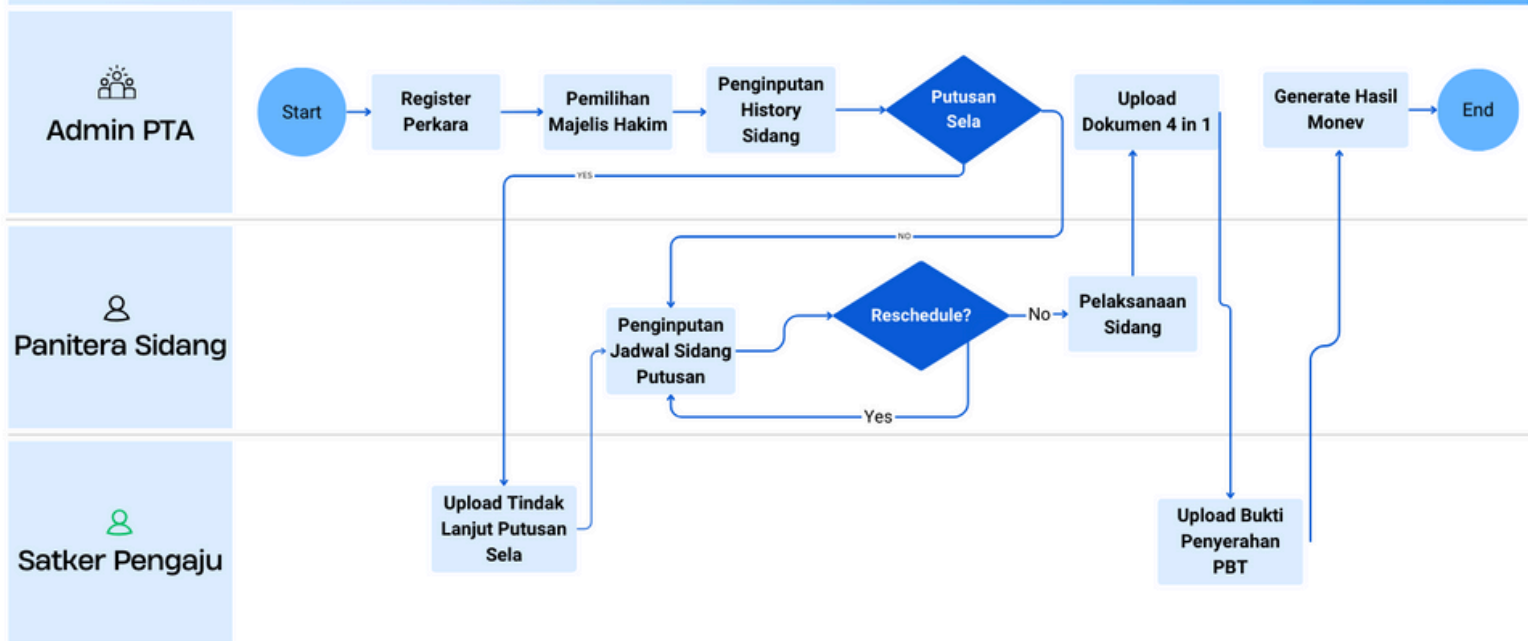 Admin PTA
Start
Register
Perkara
Pemilihan
Majelis Hakim
Penginputan
History
Sidang
Putusan
Sela
Upload
Dokumen 4 in 1
Generate Hasil
Monev
End
YES
NO
Panitera Sidang
Penginputan
Jadwal Sidang
Putusan
Reschedule?
No
Pelaksanaan
Sidang
Yes
Satker Pengaju
Upload Tindak
Lanjut Putusan
Sela
Upload Bukti
Penyerahan
PBT